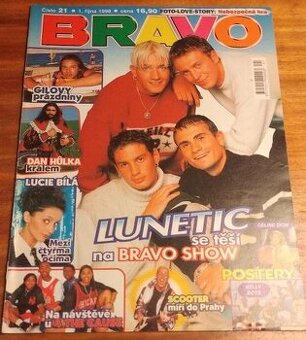 Číslo 21 • 1. října 1998 • cena 16,90
FOTO-LOVE-STORY: Nebezpečná hra
BRAVO
GILOVY
prázdniny
DAN HŮLKA
králem
LUCIE BÍLÁ
Mezi
čtyřma
očima
LUNETIC
se těší
na BRAVO SHOW
CELINE DION
POSTERY
KELLY
BOYS
Na návštěvě
u
SCOOTER
míří do Prahy